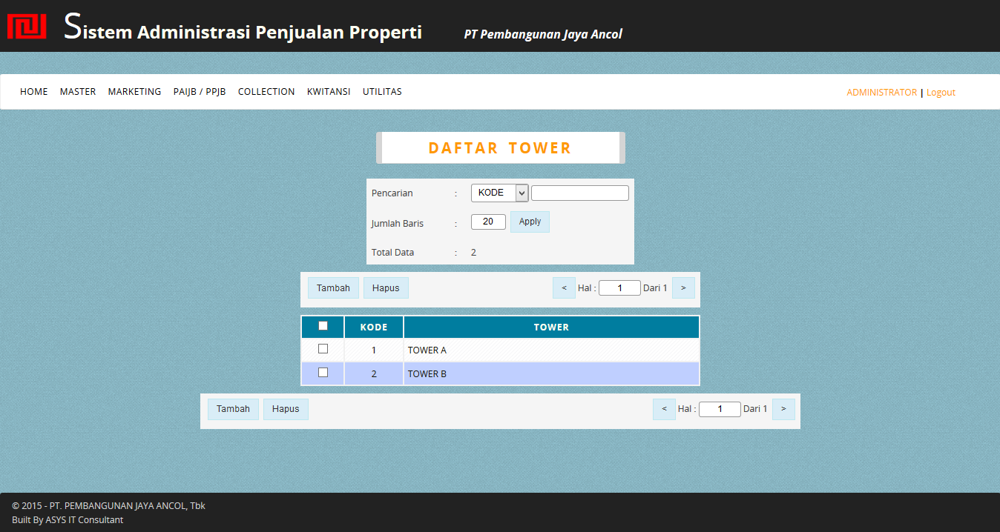 Sistem Administrasi Penjualan Properti PT Pembangunan Jaya Ancol
HOME MASTER MARKETING PAIJB / PPJB COLLECTION KWITANSI UTILITAS ADMINISTRATOR | Logout
DAFTAR TOWER
Pencarian : KODE
Jumlah Baris : 20 Apply
Total Data : 2
Tambah Hapus < Hal : 1 Dari 1 >
KODE TOWER
1 TOWER A
2 TOWER B
Tambah Hapus < Hal : 1 Dari 1 >
© 2015 - PT. PEMBANGUNAN JAYA ANCOL, Tbk
Built By ASYS IT Consultant